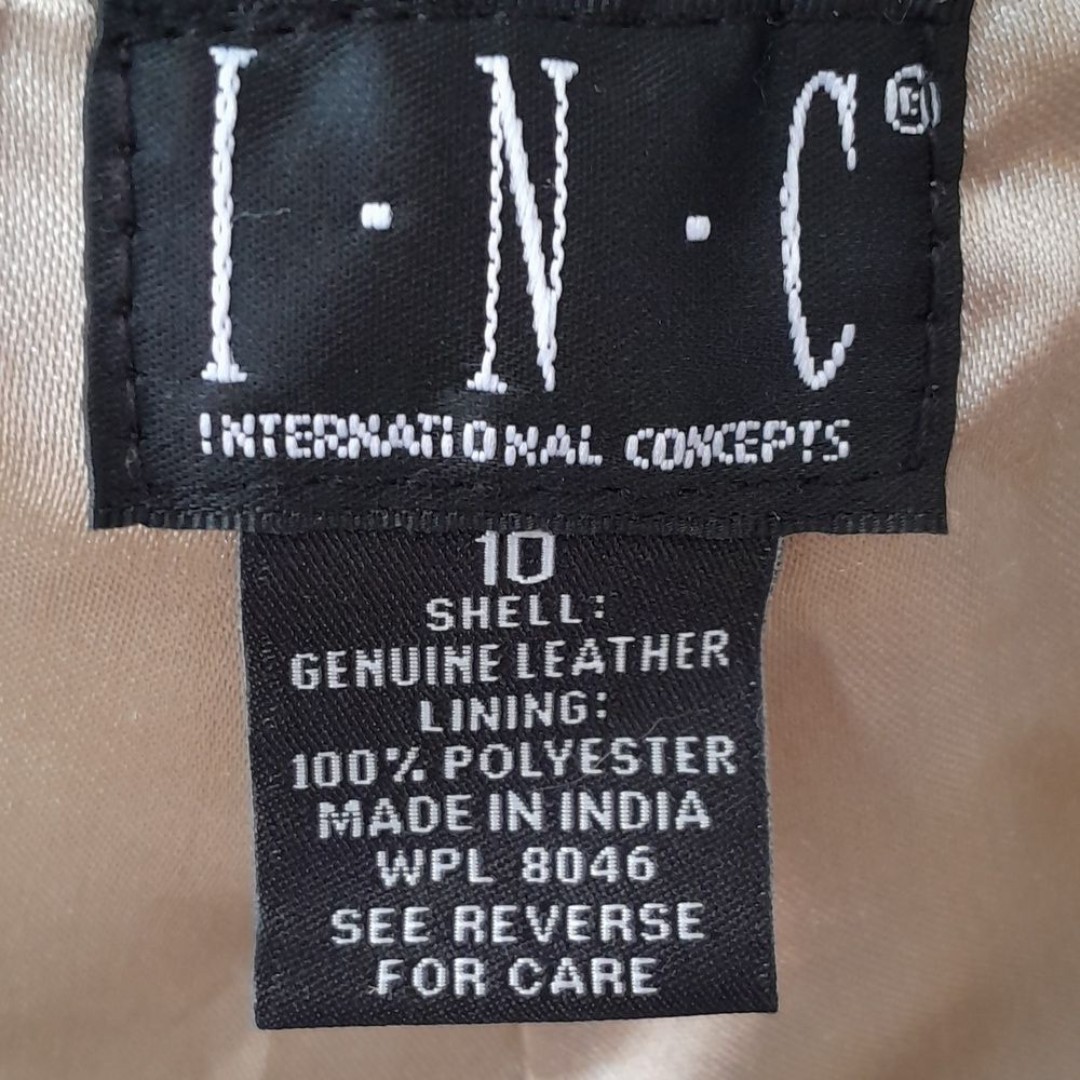 I·N·C®
INTERNATIONAL CONCEPTS
10
SHELL:
GENUINE LEATHER
LINING:
100% POLYESTER
MADE IN INDIA
WPL 8046
SEE REVERSE
FOR CARE